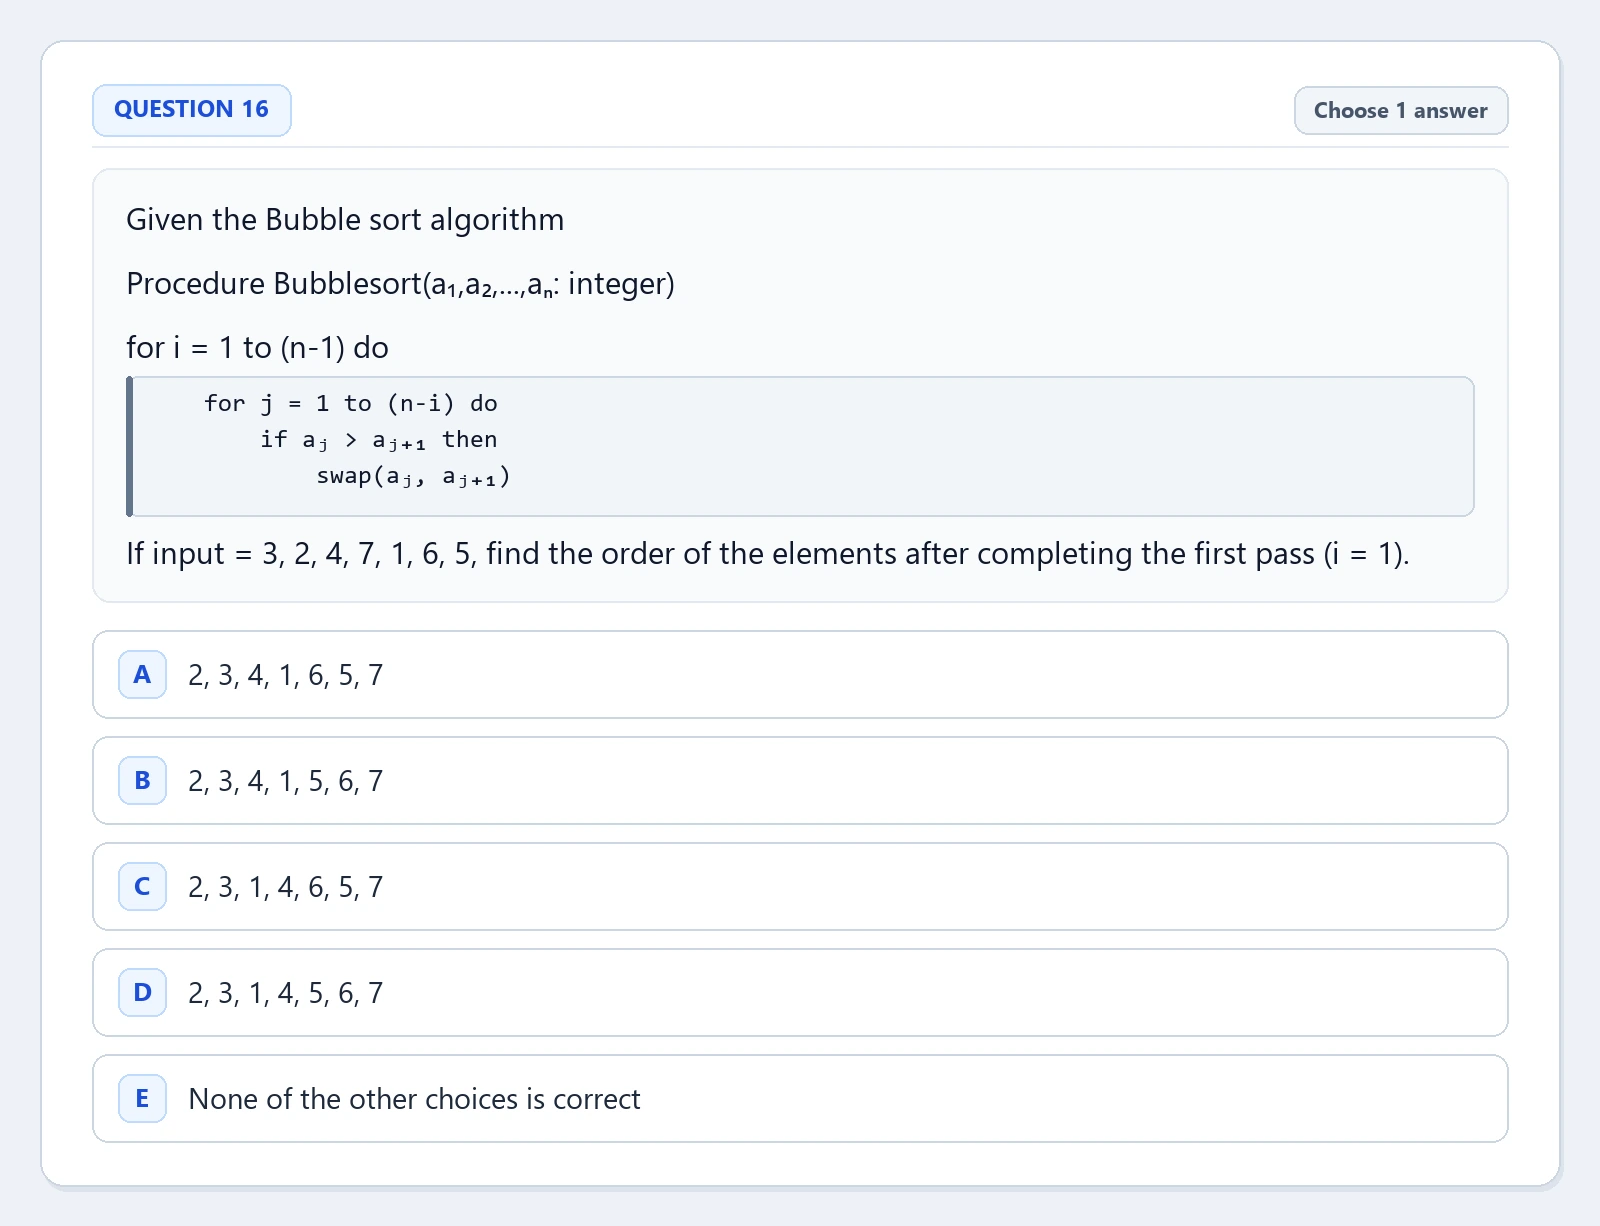 QUESTION 16
Choose 1 answer
Given the Bubble sort algorithm
Procedure Bubblesort(a₁,a₂,...,aₙ: integer)
for i = 1 to (n-1) do
for j = 1 to (n-i) do
if aⱼ > aⱼ₊₁ then
swap(aⱼ, aⱼ₊₁)
If input = 3, 2, 4, 7, 1, 6, 5, find the order of the elements after completing the first pass (i = 1).
A 2, 3, 4, 1, 6, 5, 7
B 2, 3, 4, 1, 5, 6, 7
C 2, 3, 1, 4, 6, 5, 7
D 2, 3, 1, 4, 5, 6, 7
E None of the other choices is correct